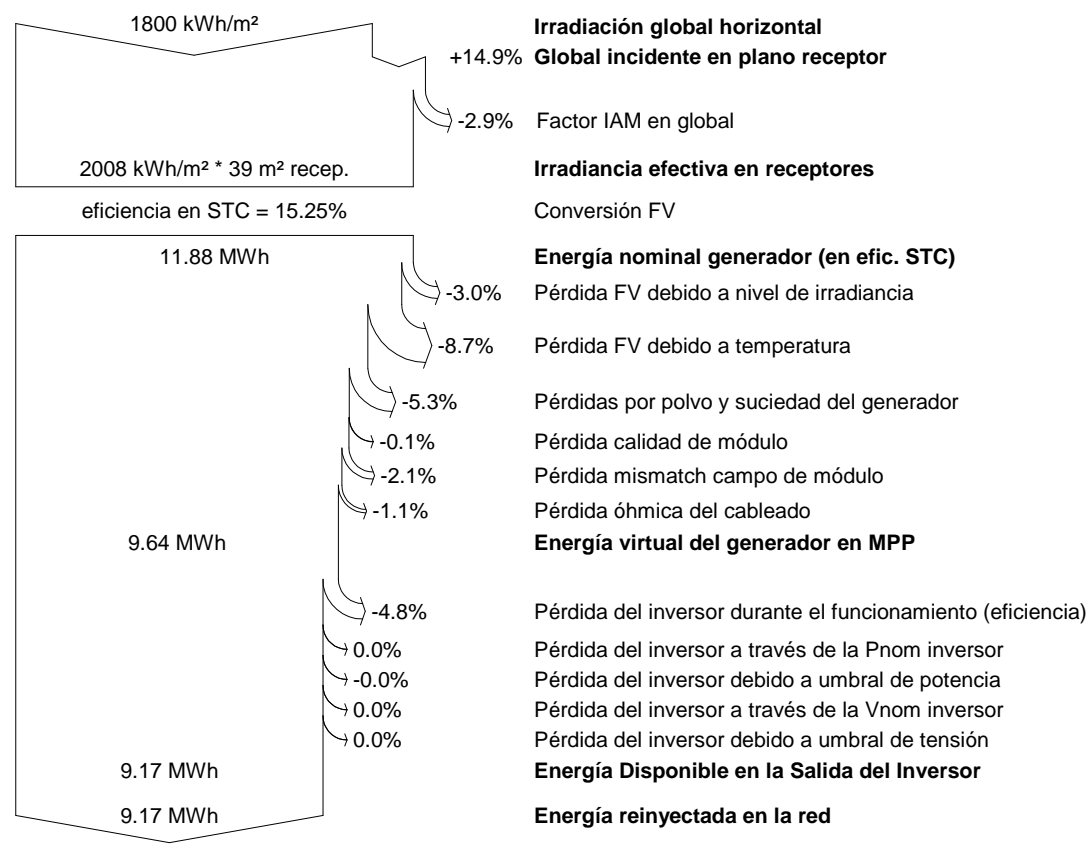 1800 kWh/m² Irradiación global horizontal
+14.9% Global incidente en plano receptor
-2.9% Factor IAM en global
2008 kWh/m² * 39 m² recep. Irradiancia efectiva en receptores
eficiencia en STC = 15.25% Conversión FV
11.88 MWh Energía nominal generador (en efic. STC)
-3.0% Pérdida FV debido a nivel de irradiancia
-8.7% Pérdida FV debido a temperatura
-5.3% Pérdidas por polvo y suciedad del generador
-0.1% Pérdida calidad de módulo
-2.1% Pérdida mismatch campo de módulo
-1.1% Pérdida óhmica del cableado
9.64 MWh Energía virtual del generador en MPP
-4.8% Pérdida del inversor durante el funcionamiento (eficiencia)
0.0% Pérdida del inversor a través de la Pnom inversor
-0.0% Pérdida del inversor debido a umbral de potencia
0.0% Pérdida del inversor a través de la Vnom inversor
0.0% Pérdida del inversor debido a umbral de tensión
9.17 MWh Energía Disponible en la Salida del Inversor
9.17 MWh Energía reinyectada en la red